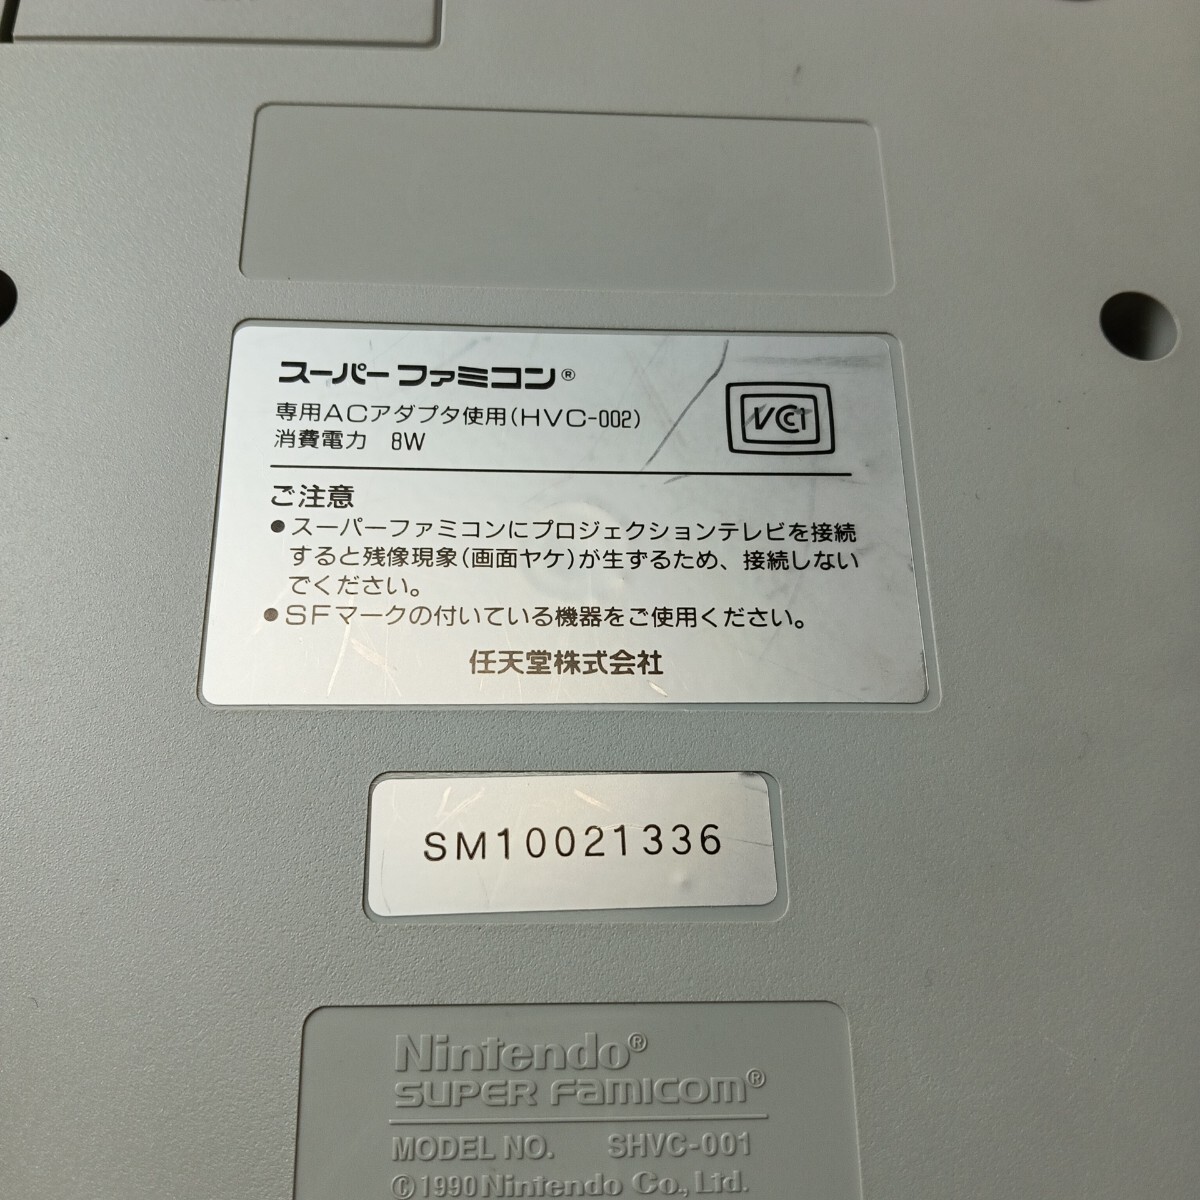 スーパーファミコン®
専用ACアダプタ使用(HVC-002)
消費電力 8W
VCCI
ご注意
●スーパーファミコンにプロジェクションテレビを接続
すると残像現象(画面ヤケ)が生ずるため、接続しない
でください。
●SFマークの付いている機器をご使用ください。
任天堂株式会社
SM10021336
Nintendo®
SUPER FAMICOM®
MODEL NO. SHVC-001
©1990 Nintendo Co., Ltd.